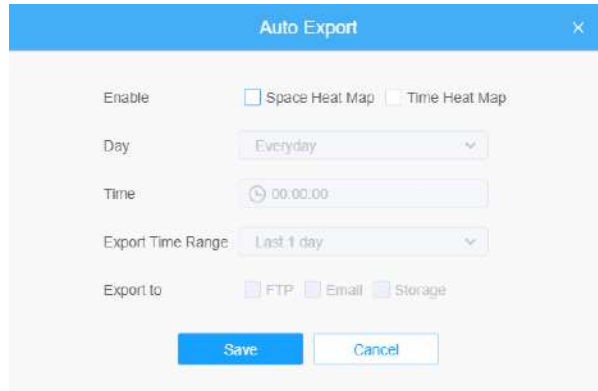 Auto Export
Enable Space Heat Map Time Heat Map
Day Everyday
Time 00:00:00
Export Time Range Last 1 day
Export to FTP Email Storage
Save Cancel